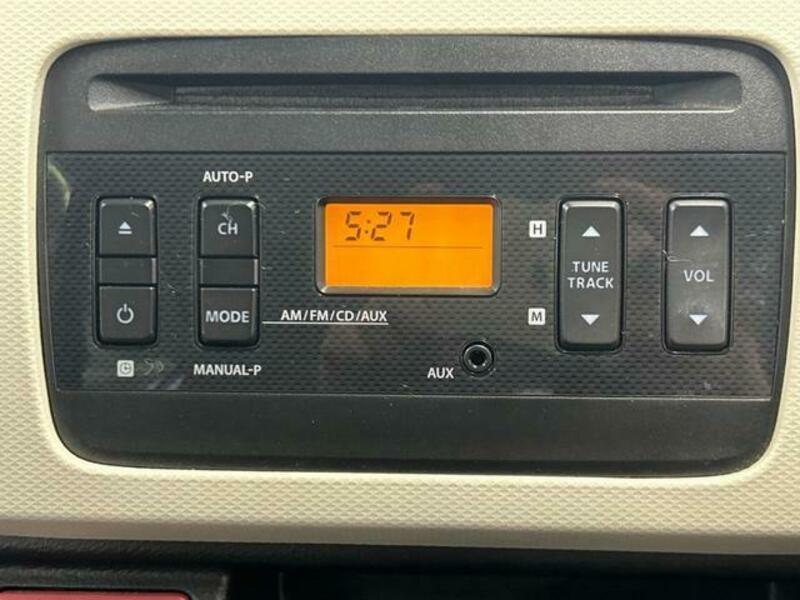 AUTO-P
CH
5:27
H
TUNE
TRACK
VOL
MODE
AM/FM/CD/AUX
M
C
MANUAL-P
AUX